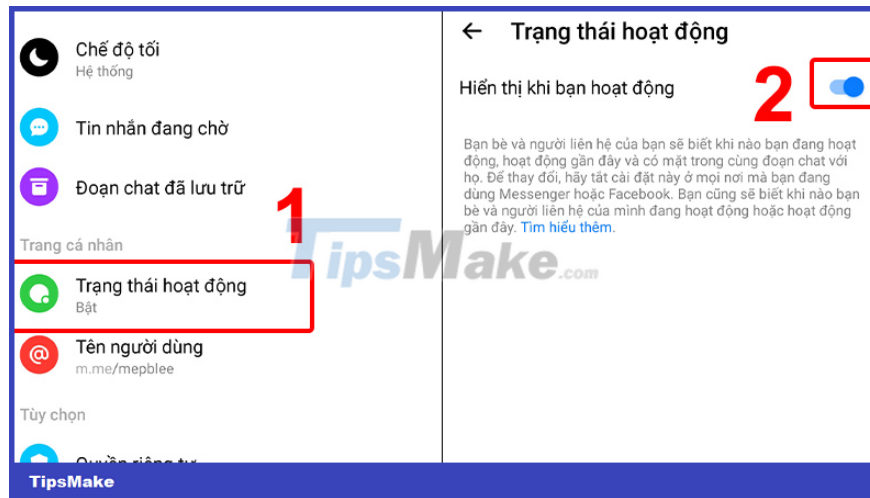 Chế độ tối
Hệ thống
Tin nhắn đang chờ
Đoạn chat đã lưu trữ
1
Trang cá nhân
Trạng thái hoạt động
Bật
Tên người dùng
m.me/mepblee
Tùy chọn
Quyền riêng tư
Trạng thái hoạt động
Hiển thị khi bạn hoạt động
2
Bạn bè và người liên hệ của bạn sẽ biết khi nào bạn đang hoạt
động, hoạt động gần đây và có mặt trong cùng đoạn chat với
họ. Để thay đổi, hãy tắt cài đặt này ở mọi nơi mà bạn đang
dùng Messenger hoặc Facebook. Bạn cũng sẽ biết khi nào bạn
bè và người liên hệ của mình đang hoạt động hoặc hoạt động
gần đây. Tìm hiểu thêm.
TipsMake.com
TipsMake